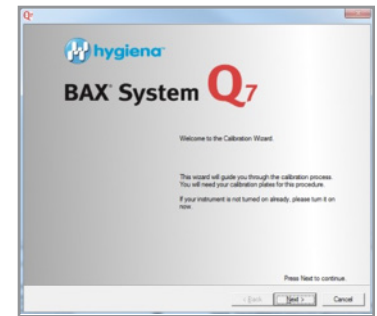 Q7
hygiena
BAX System Q7
Welcome to the Calibration Wizard.
This wizard will guide you through the calibration process.
You will need your calibration plates for this procedure.
If your instrument is not turned on already, please turn it on
now.
Press Next to continue.
< Back
Next >
Cancel